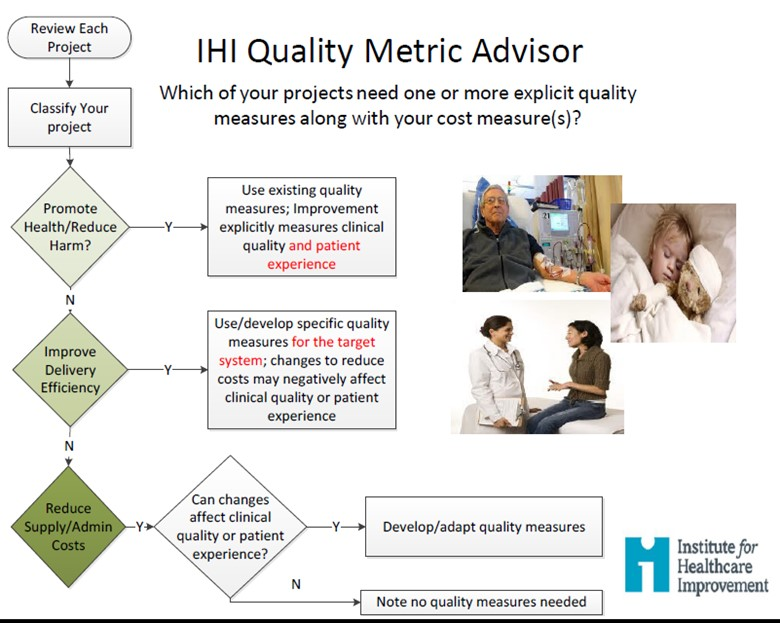 Review Each
Project
IHI Quality Metric Advisor
Which of your projects need one or more explicit quality
measures along with your cost measure(s)?
Classify Your
project
Promote
Health/Reduce
Harm?
Y
Use existing quality
measures; Improvement
explicitly measures clinical
quality and patient
experience
21
N
Improve
Delivery
Efficiency
Y
Use/develop specific quality
measures for the target
system; changes to reduce
costs may negatively affect
clinical quality or patient
experience
N
Reduce
Supply/Admin
Costs
Y
Can changes
affect clinical
quality or patient
experience?
Y
Develop/adapt quality measures
N
Note no quality measures needed
Institute for
Healthcare
Improvement